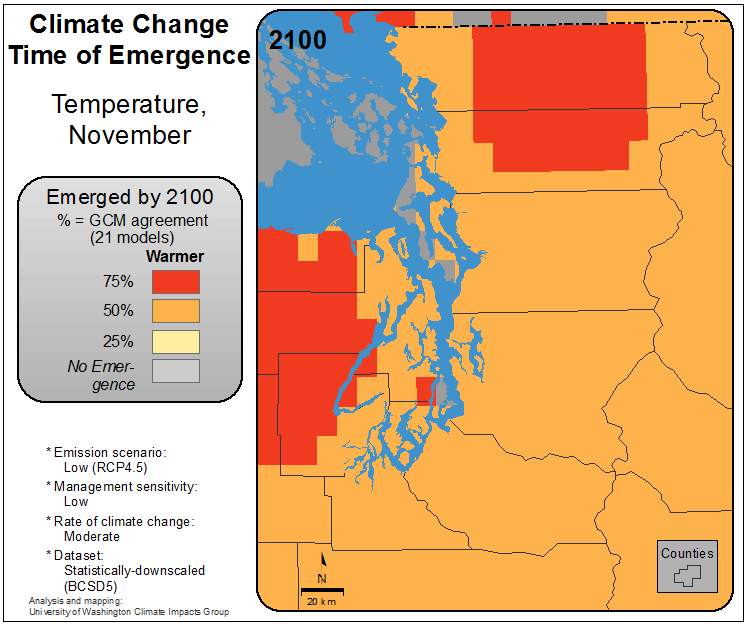 Climate Change
Time of Emergence
Temperature,
November
Emerged by 2100
% = GCM agreement
(21 models)
Warmer
75%
50%
25%
No Emer-
gence
* Emission scenario:
Low (RCP4.5)
* Management sensitivity:
Low
* Rate of climate change:
Moderate
* Dataset:
Statistically-downscaled
(BCSD5)
Analysis and mapping:
University of Washington Climate Impacts Group
2100
N
20 km
Counties